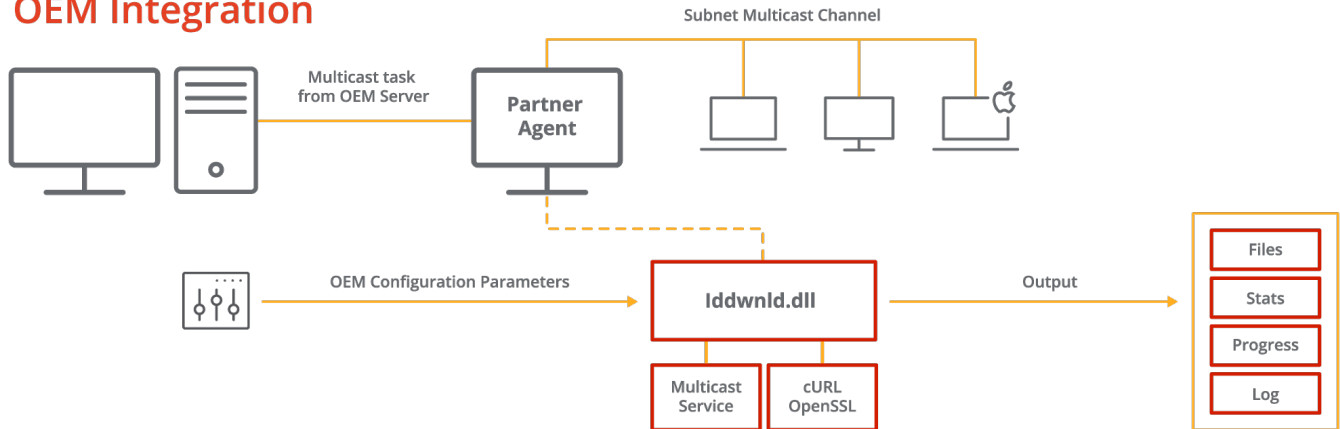 OEM Integration
Subnet Multicast Channel
Multicast task
from OEM Server
Partner
Agent
OEM Configuration Parameters
Iddwnld.dll
Output
Files
Stats
Progress
Log
Multicast
Service
cURL
OpenSSL